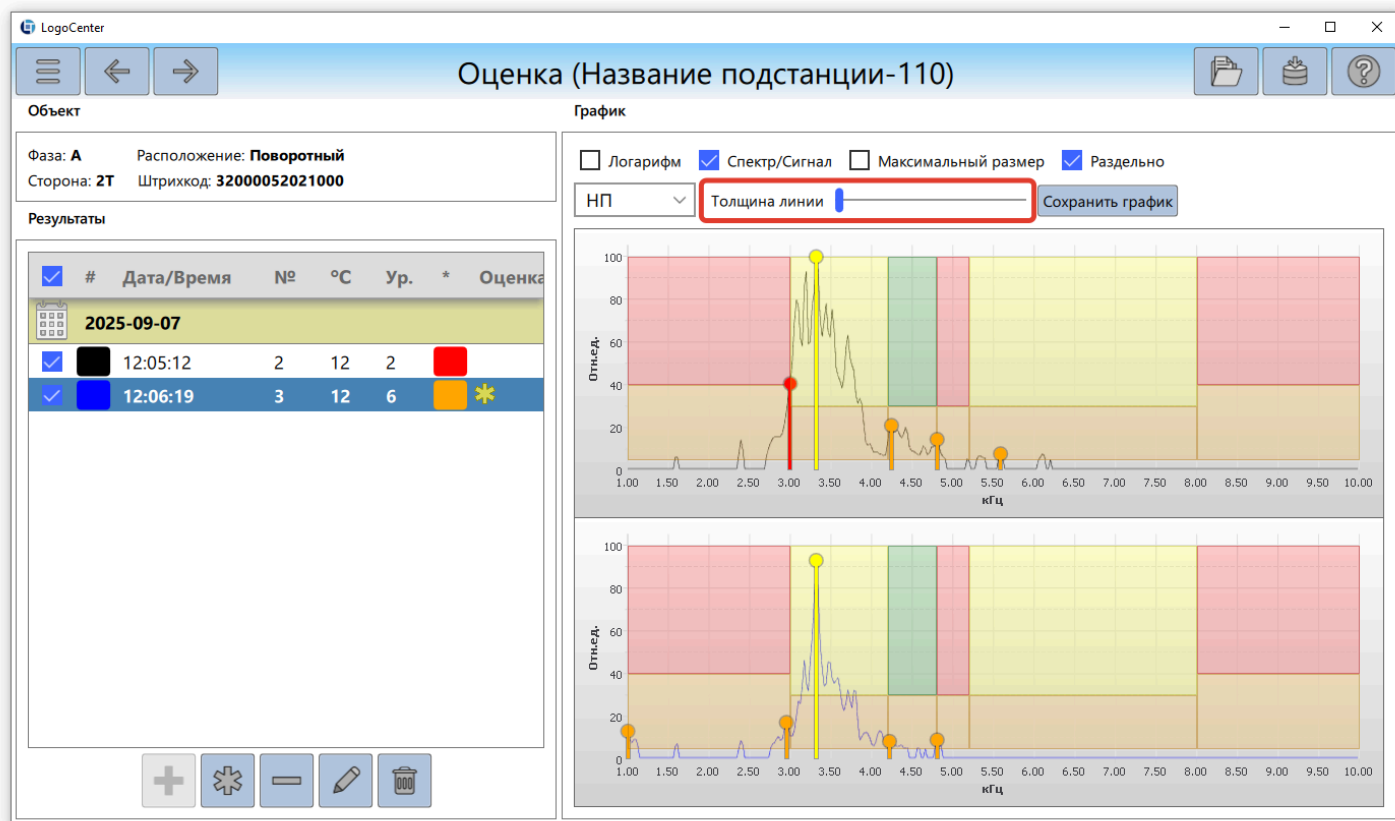 LogoCenter
Оценка (Название подстанции-110)
Объект
Фаза: А Расположение: Поворотный
Сторона: 2Т Штрихкод: 32000052021000
Результаты
# Дата/Время № °C Ур. * Оценка
2025-09-07
12:05:12 2 12 2
12:06:19 3 12 6
График
Логарифм Спектр/Сигнал Максимальный размер Раздельно
НП Толщина линии Сохранить график
Отн.ед.
100
80
60
40
20
0
1.00 1.50 2.00 2.50 3.00 3.50 4.00 4.50 5.00 5.50 6.00 6.50 7.00 7.50 8.00 8.50 9.00 9.50 10.00
кГц
Отн.ед.
100
80
60
40
20
0
1.00 1.50 2.00 2.50 3.00 3.50 4.00 4.50 5.00 5.50 6.00 6.50 7.00 7.50 8.00 8.50 9.00 9.50 10.00
кГц